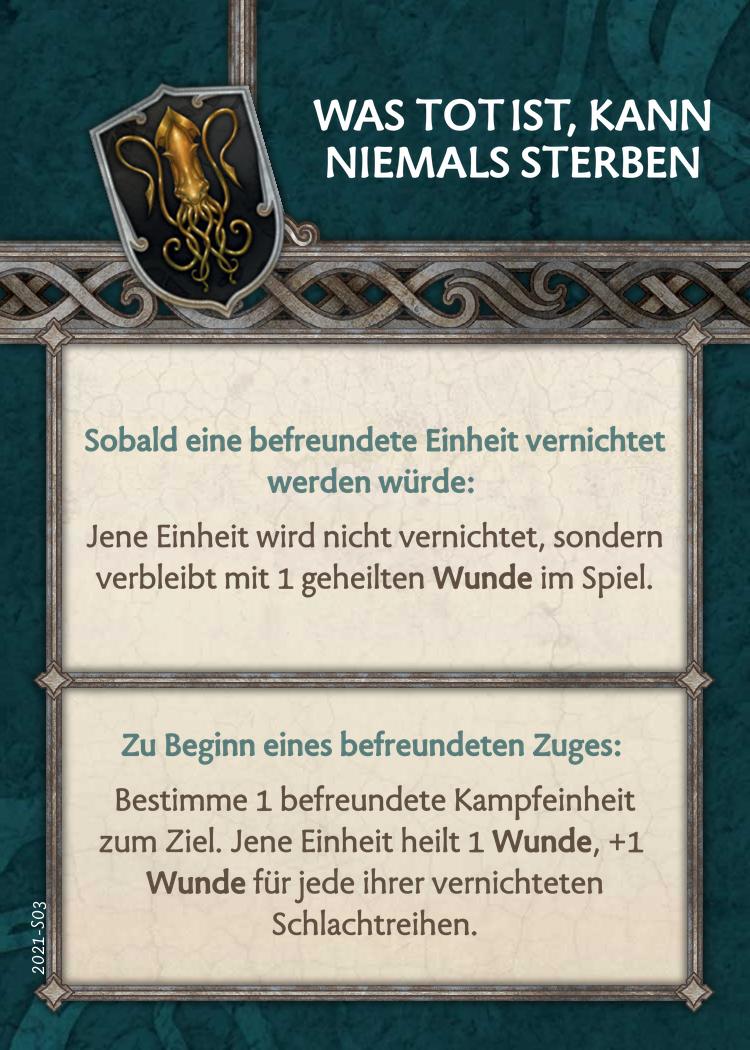 WAS TOT IST, KANN
NIEMALS STERBEN
Sobald eine befreundete Einheit vernichtet
werden würde:
Jene Einheit wird nicht vernichtet, sondern
verbleibt mit 1 geheilten Wunde im Spiel.
Zu Beginn eines befreundeten Zuges:
Bestimme 1 befreundete Kampfeinheit
zum Ziel. Jene Einheit heilt 1 Wunde, +1
Wunde für jede ihrer vernichteten
Schlachtreihen.
2021-S03